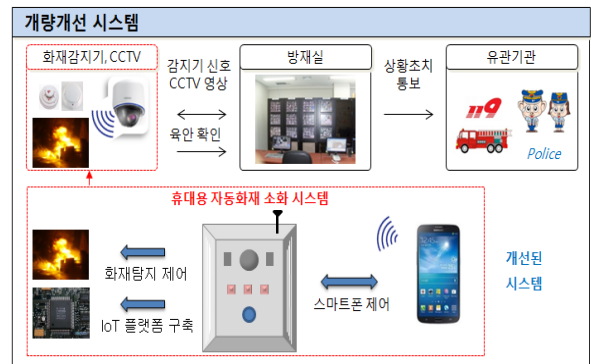 개량개선 시스템
화재감지기, CCTV
감지기 신호
CCTV 영상
육안 확인
방재실
상황조치
통보
유관기관
119
Police
휴대용 자동화재 소화 시스템
화재탐지 제어
IoT 플랫폼 구축
스마트폰 제어
개선된
시스템